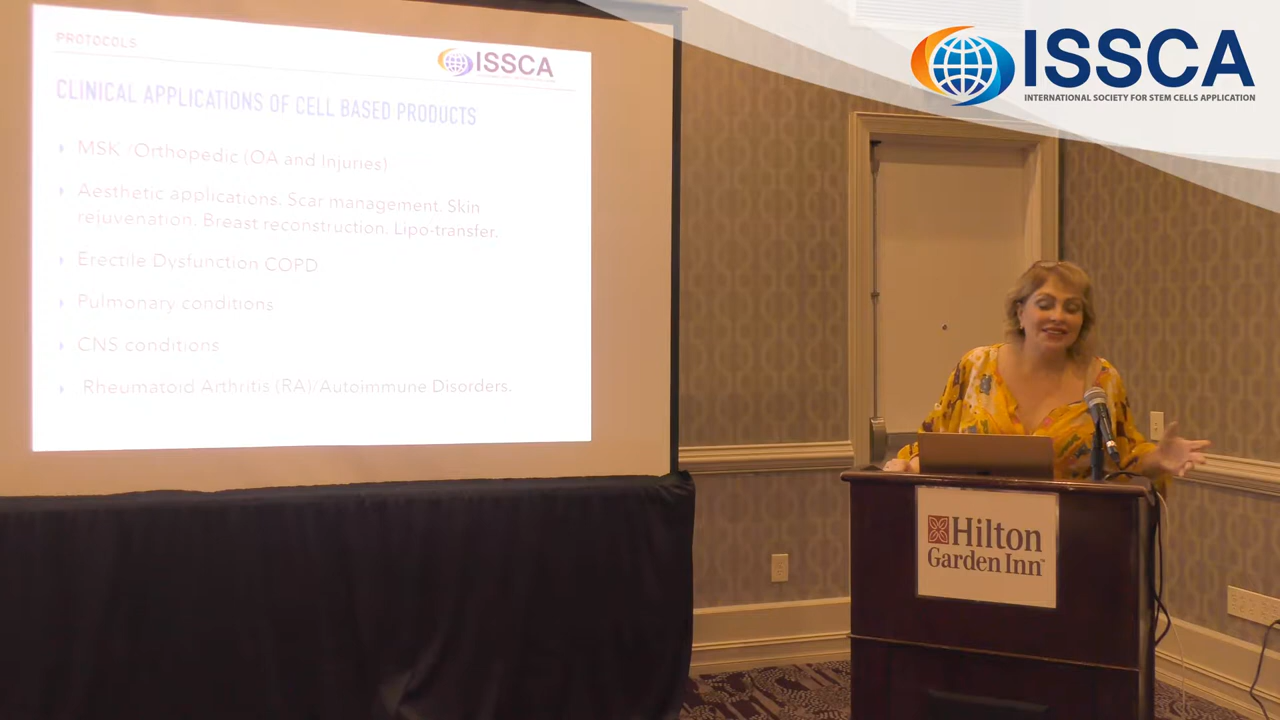 PROTOCOLS
ISSCA
CLINICAL APPLICATIONS OF CELL BASED PRODUCTS
MSK /Orthopedic (OA and Injuries)
Aesthetic applications. Scar management. Skin
rejuvenation. Breast reconstruction. Lipo-transfer.
Erectile Dysfunction COPD
Pulmonary conditions
CNS conditions
Rheumatoid Arthritis (RA)/Autoimmune Disorders.
ISSCA
INTERNATIONAL SOCIETY FOR STEM CELLS APPLICATION
Hilton
Garden Inn™